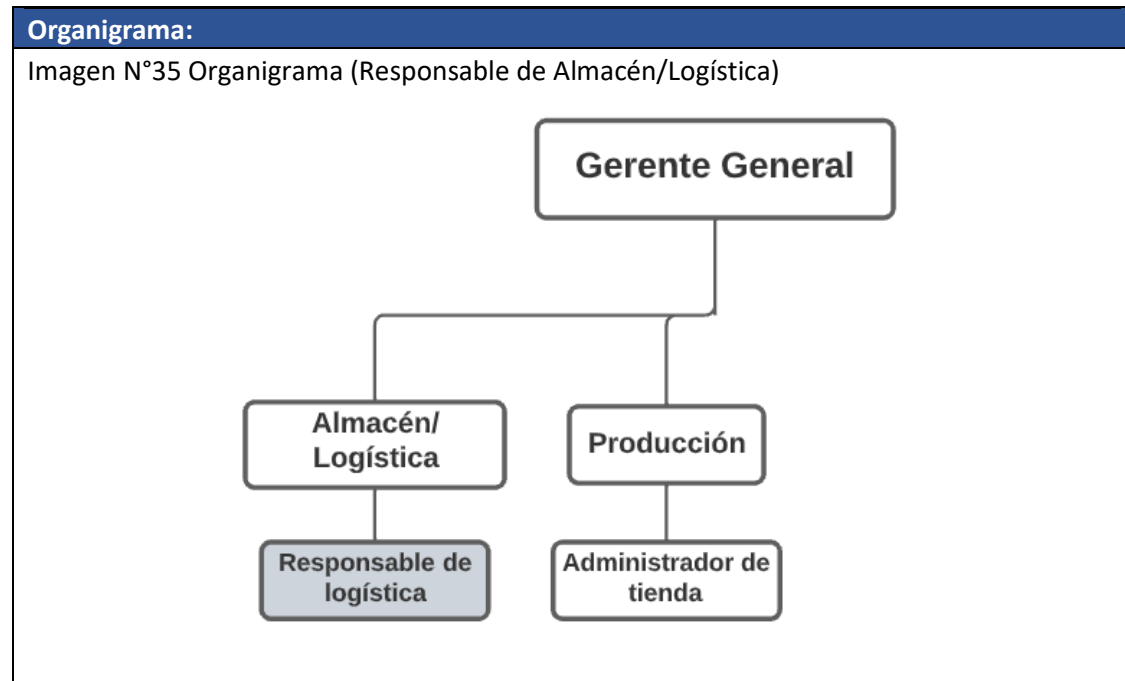 Organigrama:
Imagen N°35 Organigrama (Responsable de Almacén/Logística)
Gerente General
Almacén/
Logística
Producción
Responsable de
logística
Administrador de
tienda